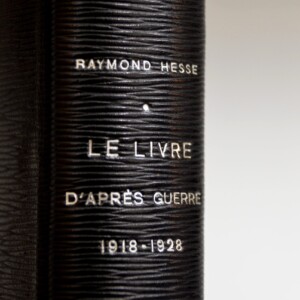 RAYMOND HESSE
LE LIVRE
D'APRÈS GUERRE
1918-1928